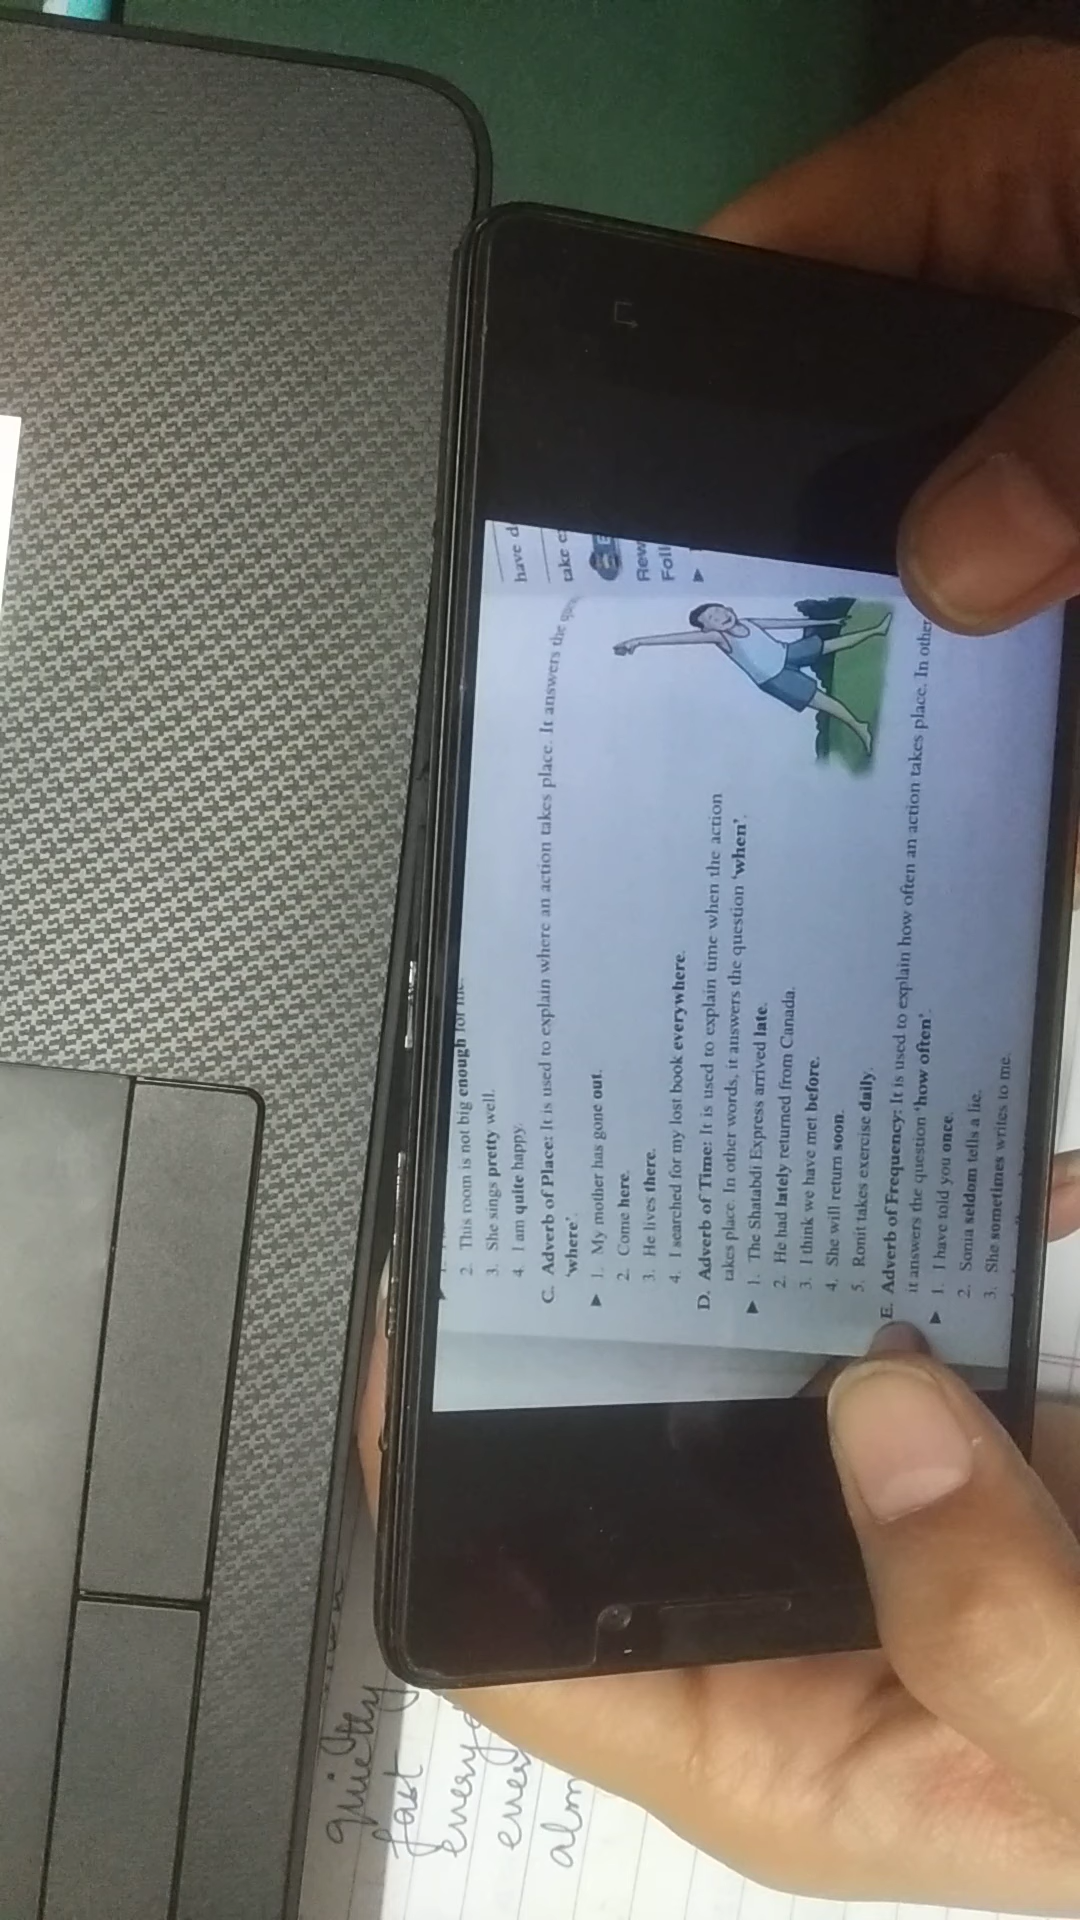 2. This room is not big enough for me.
3. She sings pretty well.
4. I am quite happy.
C. Adverb of Place: It is used to explain where an action takes place. It answers the
'where'.
▶ 1. My mother has gone out.
2. Come here.
3. He lives there.
4. I searched for my lost book everywhere.
D. Adverb of Time: It is used to explain time when the action
takes place. In other words, it answers the question 'when'.
▶ 1. The Shatabdi Express arrived late.
2. He had lately returned from Canada.
3. I think we have met before.
4. She will return soon.
5. Ronit takes exercise daily.
E. Adverb of Frequency: It is used to explain how often an action takes place. In other
it answers the question 'how often'.
▶ 1. I have told you once.
2. Sonia seldom tells a lie.
3. She sometimes writes to me.
have d
take
Rew
Foll
quietly
fast
alm